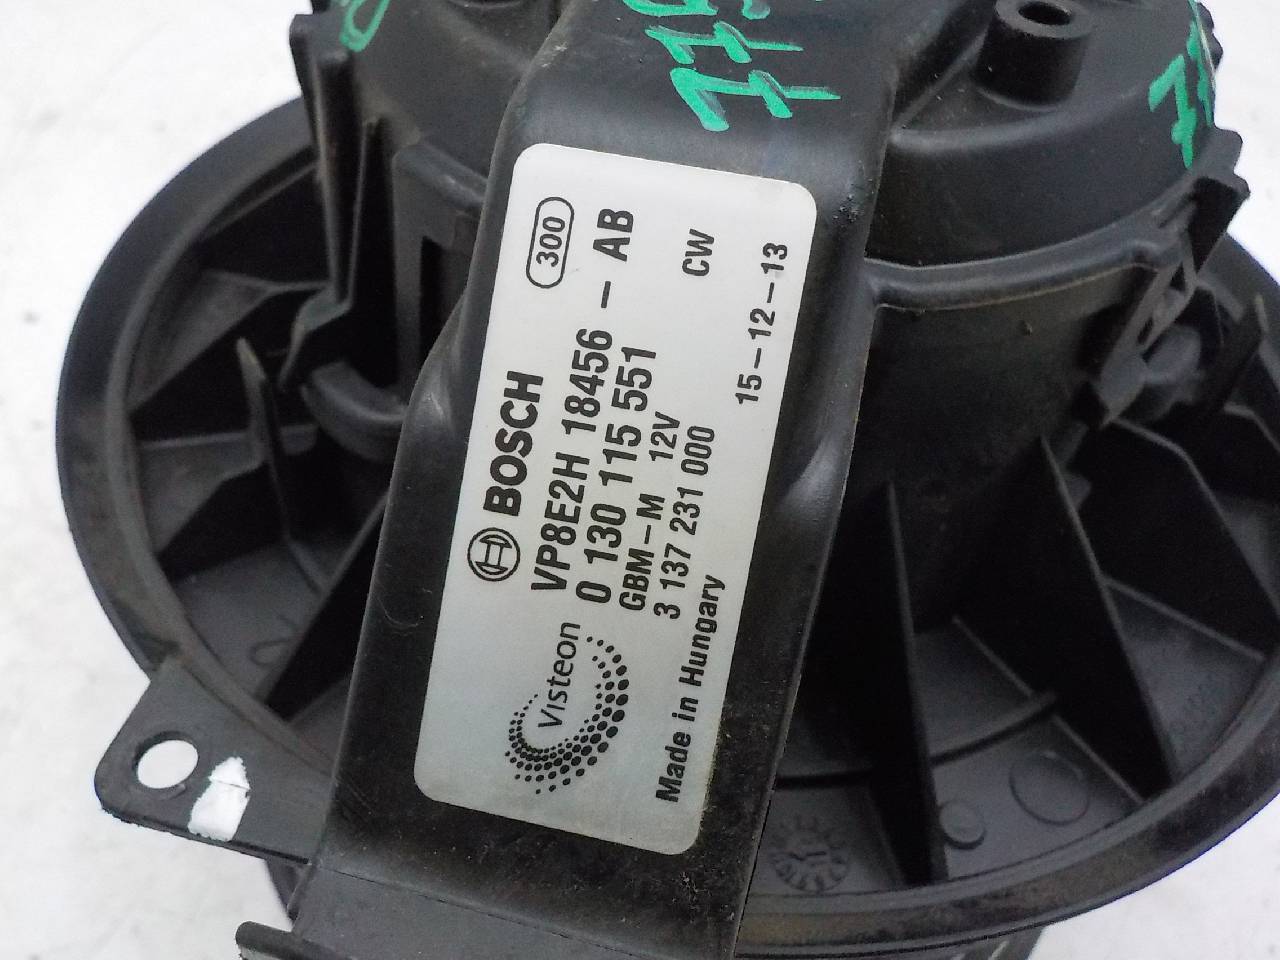 300
BOSCH
VP8E2H 18456 – AB
0 130 115 551
GBM – M 12V CW
3 137 231 000
15–12–13
Made in Hungary
Visteon